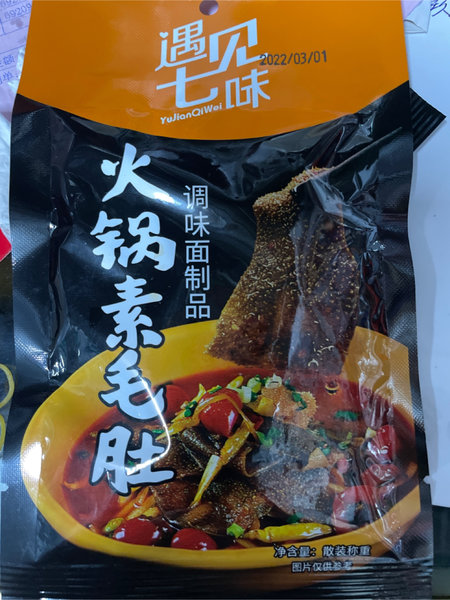 遇见
七味
2022/03/01
YuJianQiWei
火锅素毛肚
调味面制品
净含量：散装称重
图片仅供参考